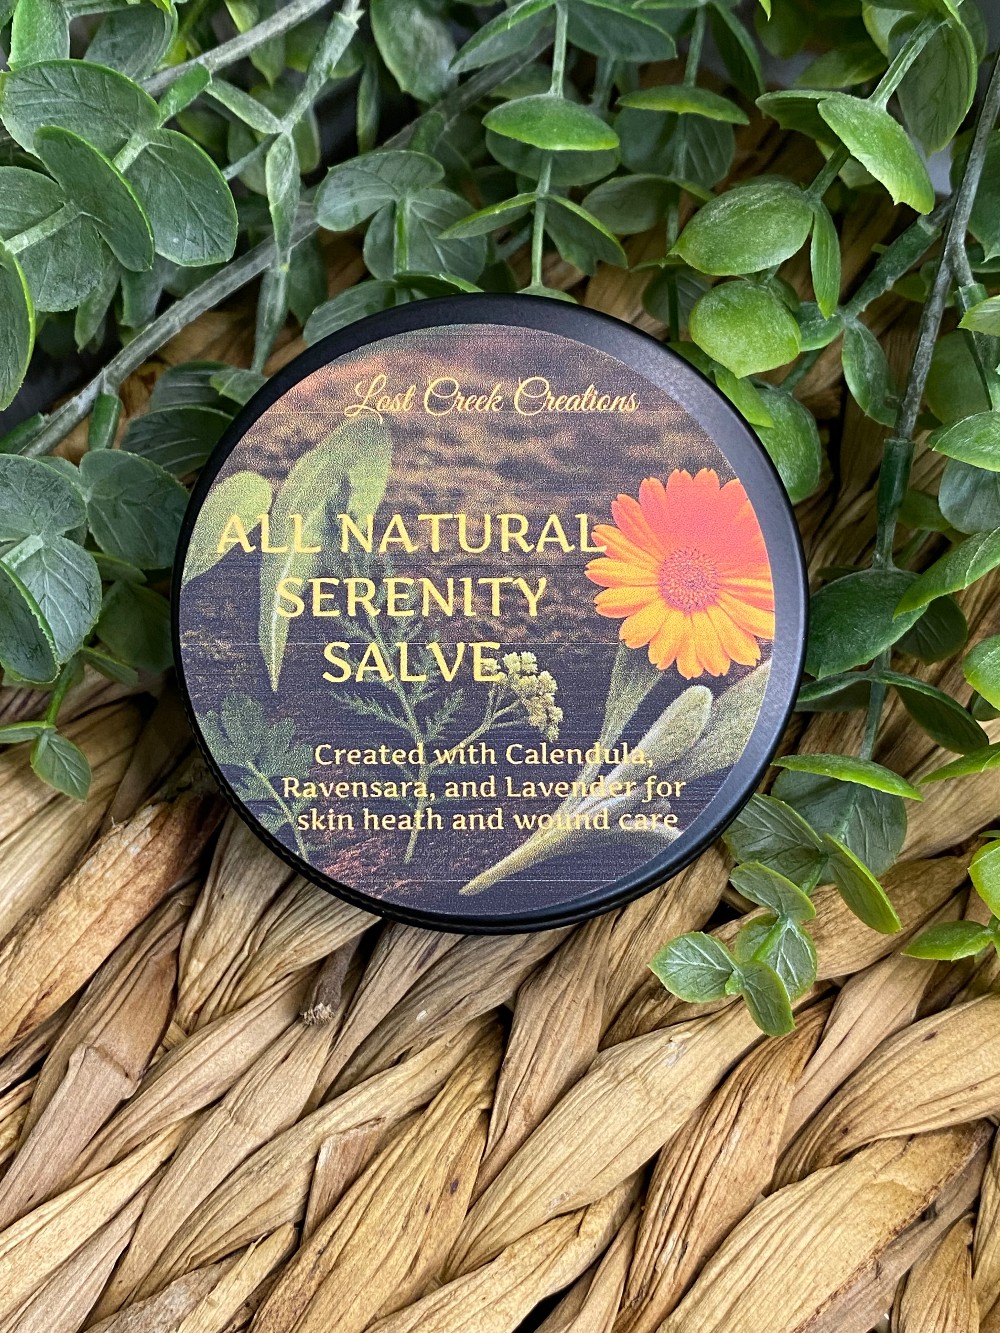 Lost Creek Creations
ALL NATURAL
SERENITY
SALVE
Created with Calendula,
Ravensara, and Lavender for
skin heath and wound care